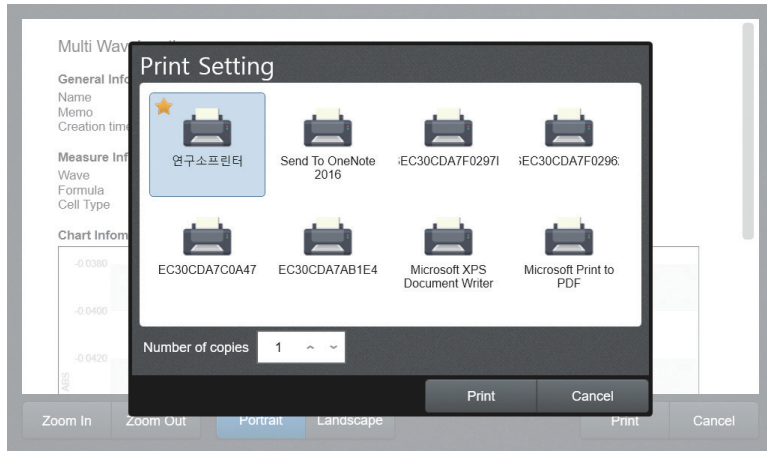 Multi Wav
Print Setting
General Info
Name
Memo
Creation time
Measure Inf
Wave
Formula
Cell Type
Chart Infom
-0.0380
-0.0400
-0.0420
ABS
연구소프린터
Send To OneNote
2016
EC30CDA7F0297
EC30CDA7F0296
EC30CDA7C0A47
EC30CDA7AB1E4
Microsoft XPS
Document Writer
Microsoft Print to
PDF
Number of copies 1
Print Cancel
Zoom In Zoom Out Portrait Landscape Print Cancel